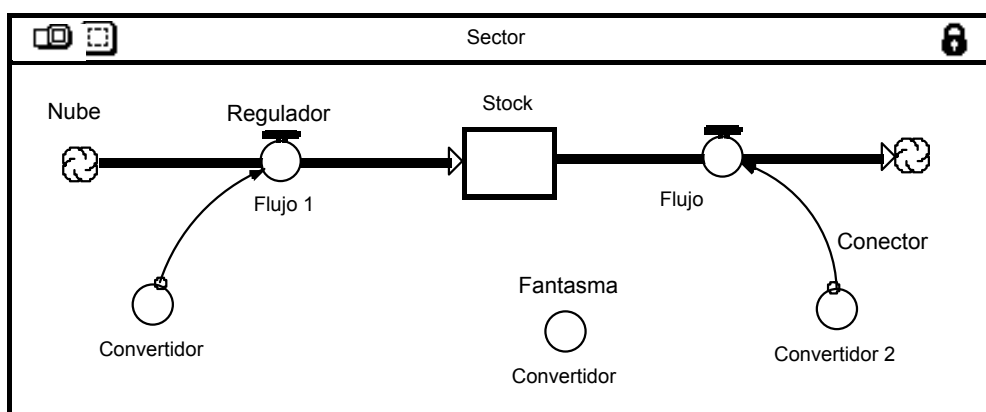 Sector
Nube
Regulador
Stock
Flujo 1
Flujo
Conector
Fantasma
Convertidor
Convertidor
Convertidor 2